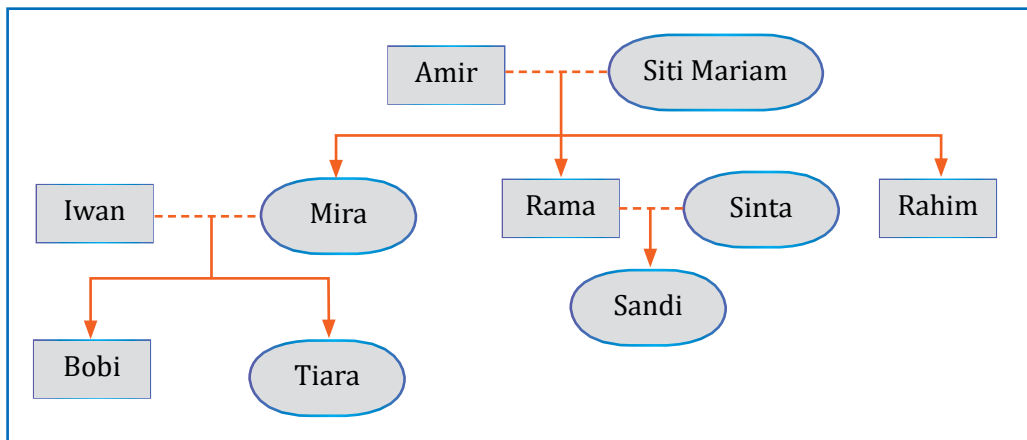 Amir
Siti Mariam
Iwan
Mira
Rama
Sinta
Rahim
Sandi
Bobi
Tiara